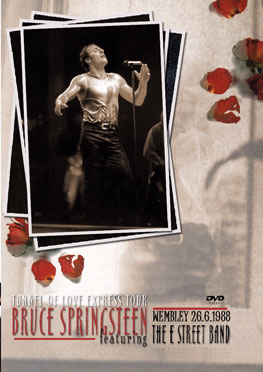 TUNNEL OF LOVE EXPRESS TOUR
BRUCE SPRINGSTEEN
featuring
DVD
WEMBLEY 26.6.1988
THE E STREET BAND